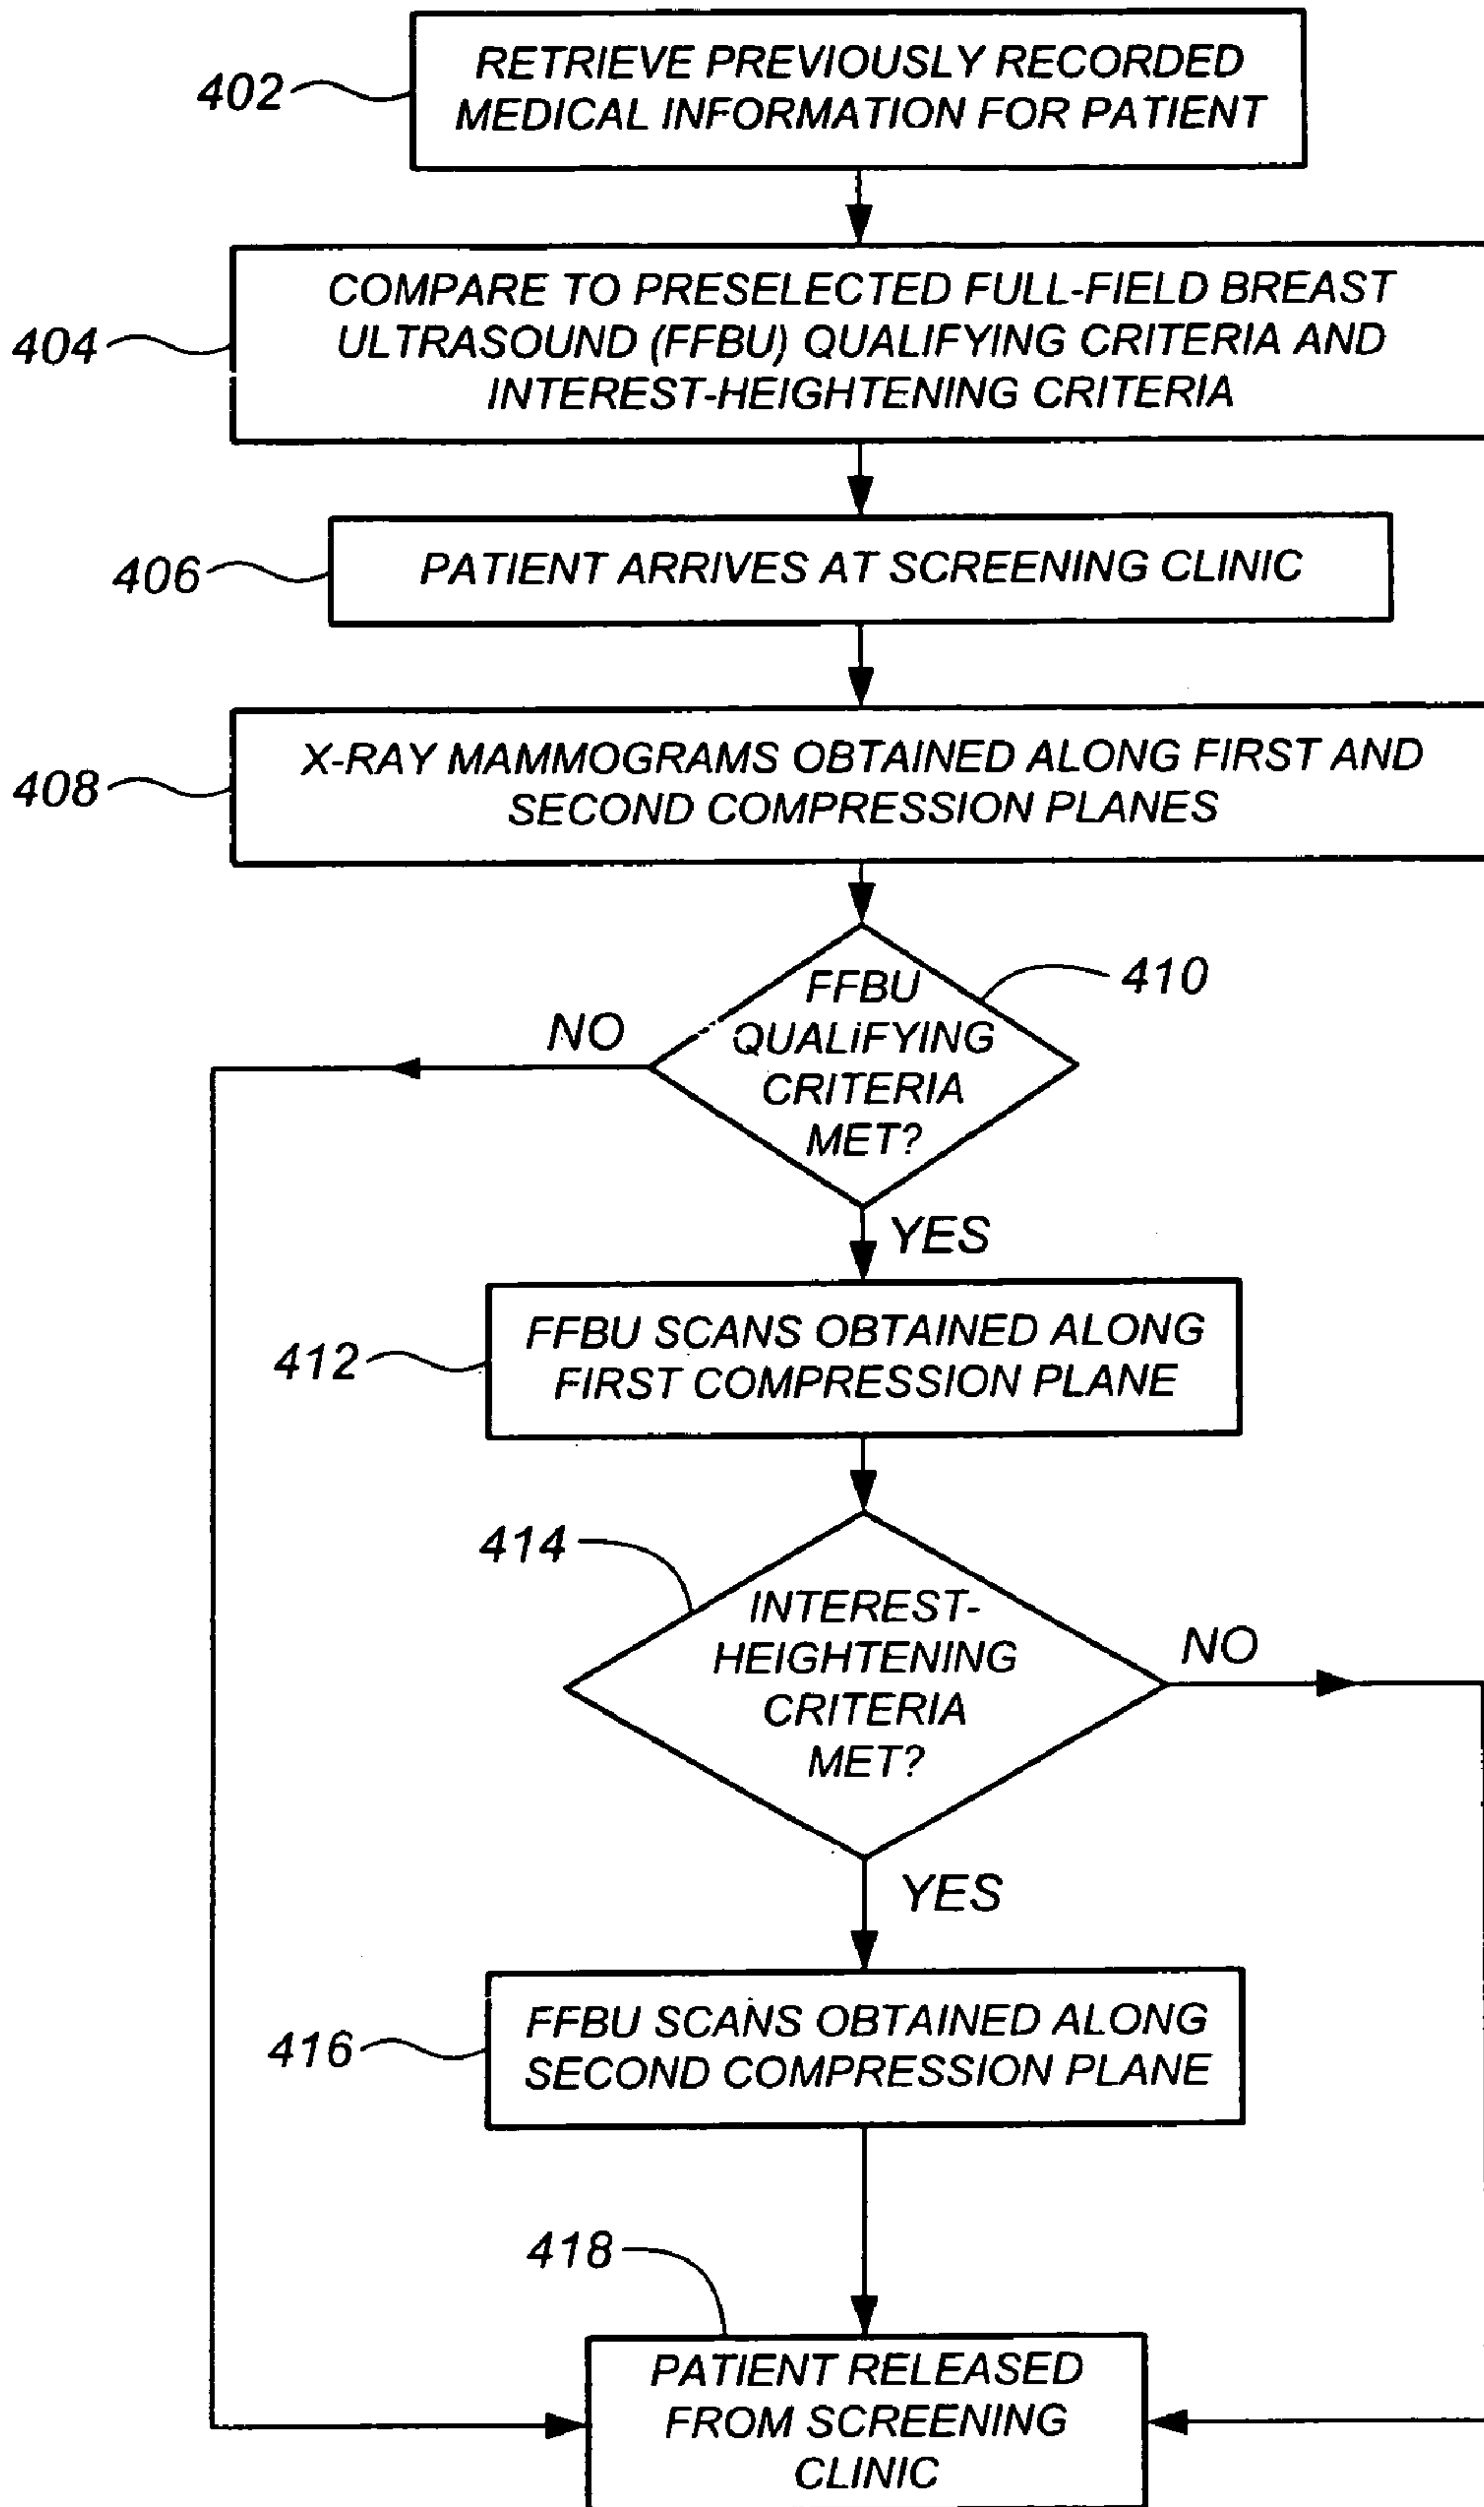 402
RETRIEVE PREVIOUSLY RECORDED
MEDICAL INFORMATION FOR PATIENT
404
COMPARE TO PRESELECTED FULL-FIELD BREAST
ULTRASOUND (FFBU) QUALIFYING CRITERIA AND
INTEREST-HEIGHTENING CRITERIA
406
PATIENT ARRIVES AT SCREENING CLINIC
408
X-RAY MAMMOGRAMS OBTAINED ALONG FIRST AND
SECOND COMPRESSION PLANES
410
FFBU
QUALIFYING
CRITERIA
MET?
NO
YES
412
FFBU SCANS OBTAINED ALONG
FIRST COMPRESSION PLANE
414
INTEREST-
HEIGHTENING
CRITERIA
MET?
NO
YES
416
FFBU SCANS OBTAINED ALONG
SECOND COMPRESSION PLANE
418
PATIENT RELEASED
FROM SCREENING
CLINIC